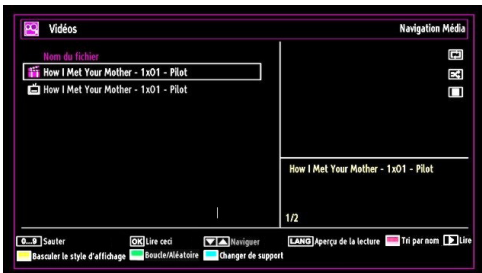 Vidéos
Navigation Média
Nom du fichier
How I Met Your Mother - 1x01 - Pilot
How I Met Your Mother - 1x01 - Pilot
How I Met Your Mother - 1x01 - Pilot
1/2
0...9 Sauter OK Lire ceci Naviguer LANG Aperçu de la lecture Tri par nom Lire
Basculer le style d'affichage Boucle/Aléatoire Changer de support